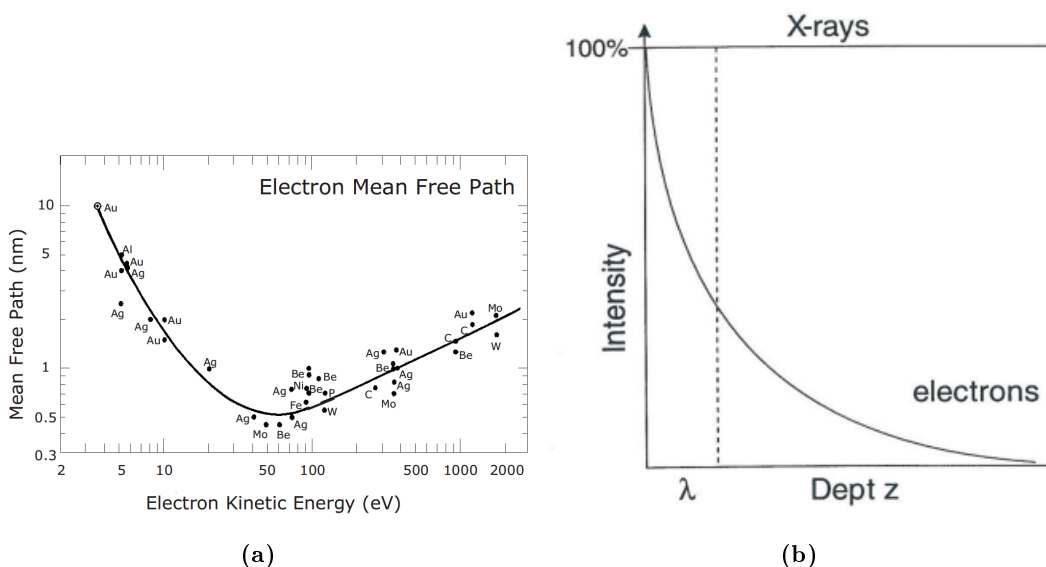 Electron Mean Free Path
Mean Free Path (nm)
10
5
1
0.5
0.3
Au
Al
Au
Au
Ag
Ag
Ag
Au
Au
Ag
Ag
Mo
Be
Ag
Ag
Fe
Ni
Be
Be
Be
P
W
Ag
Au
Be
Ag
Ag
C
Mo
Au
C
C
Be
Mo
W
2 5 10 50 100 500 1000 2000
Electron Kinetic Energy (eV)
(a)
X-rays
100%
Intensity
electrons
λ Dept z
(b)